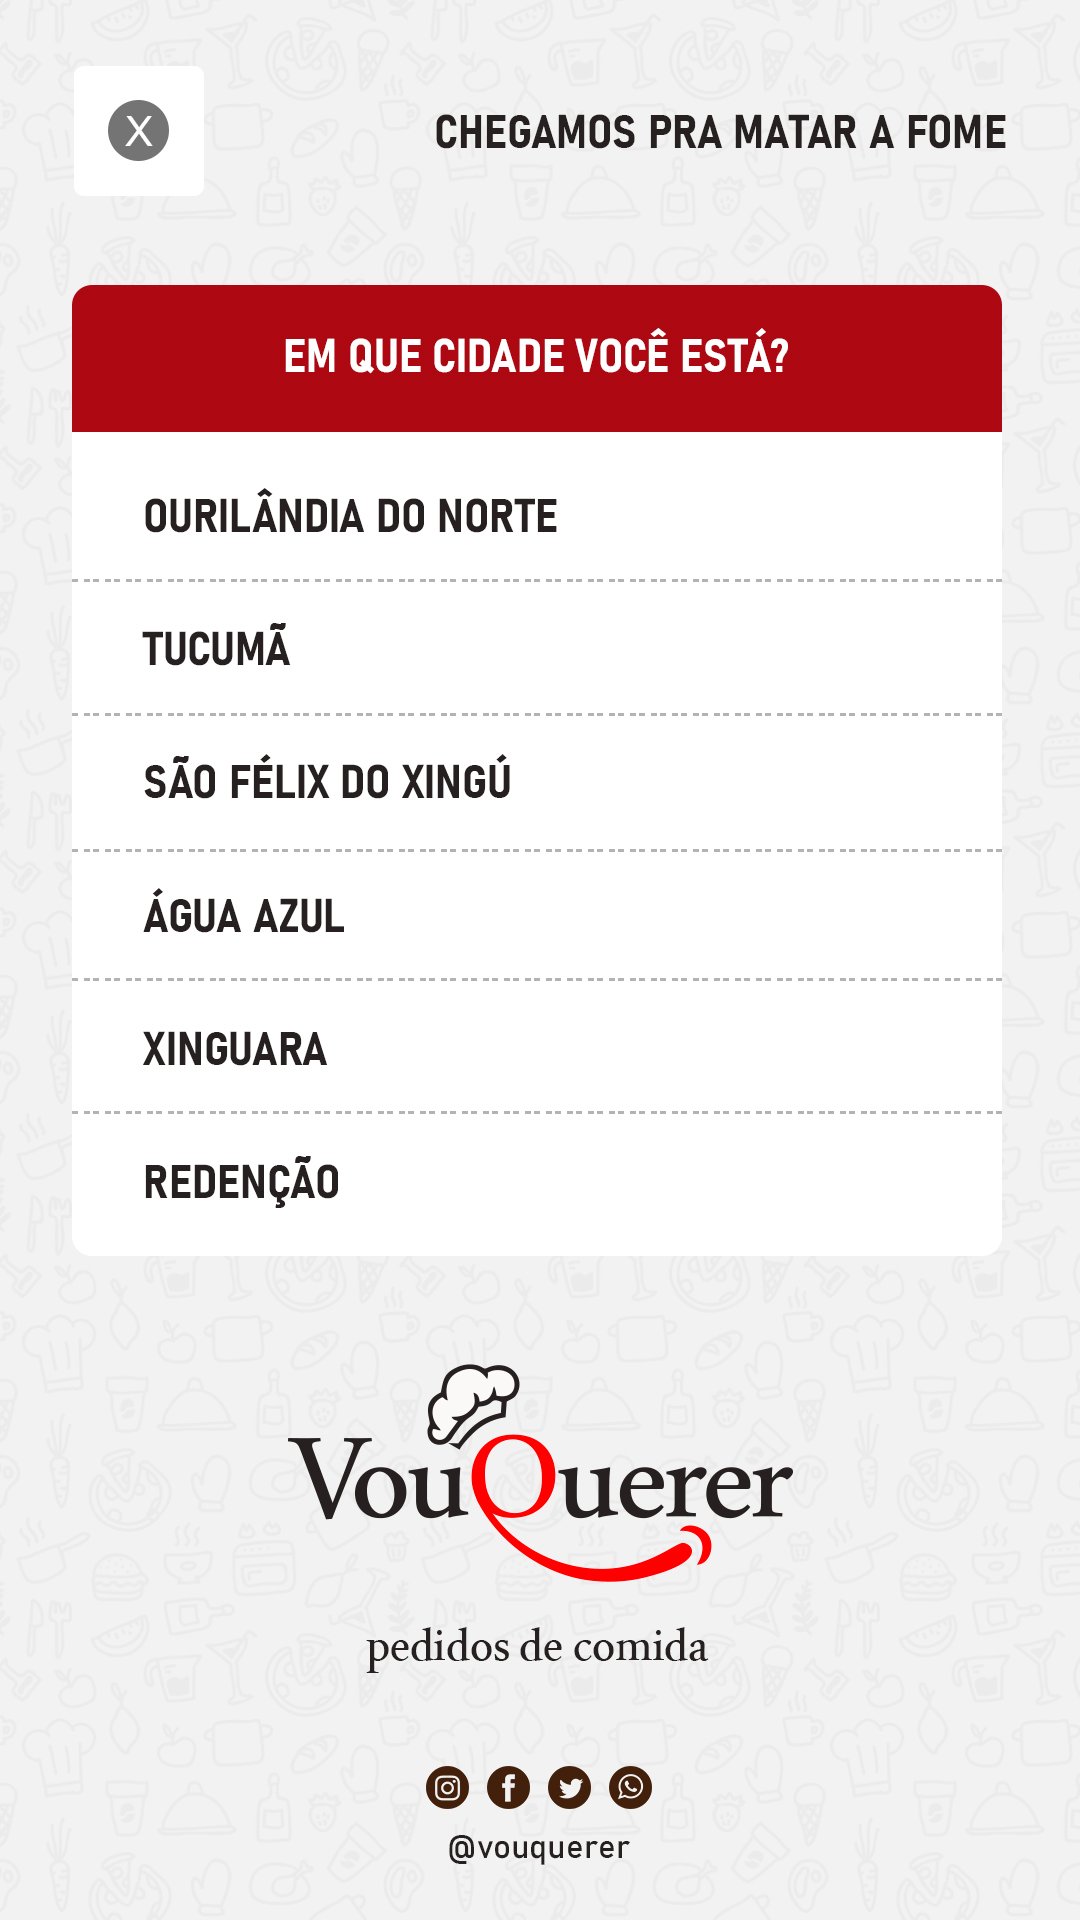 X
CHEGAMOS PRA MATAR A FOME
EM QUE CIDADE VOCÊ ESTÁ?
OURILÂNDIA DO NORTE
TUCUMÃ
SÃO FÉLIX DO XINGÚ
ÁGUA AZUL
XINGUARA
REDENÇÃO
VouQuerer
pedidos de comida
@vouquerer